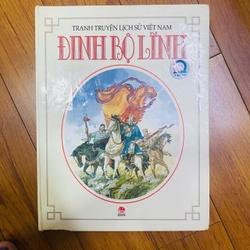 TRANH TRUYỆN LỊCH SỬ VIỆT NAM
ĐINH BỘ LĨNH